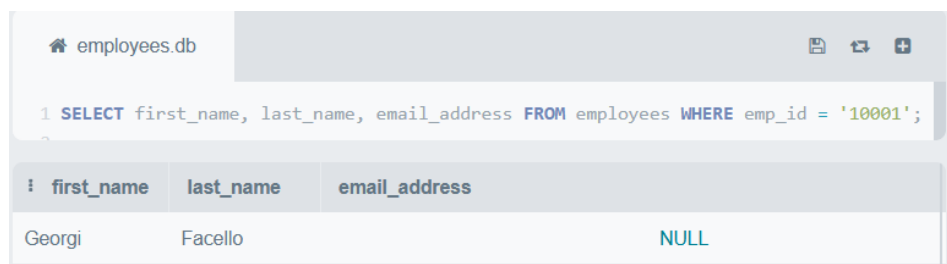 employees.db
1 SELECT first_name, last_name, email_address FROM employees WHERE emp_id = '10001';
first_name last_name email_address
Georgi Facello NULL